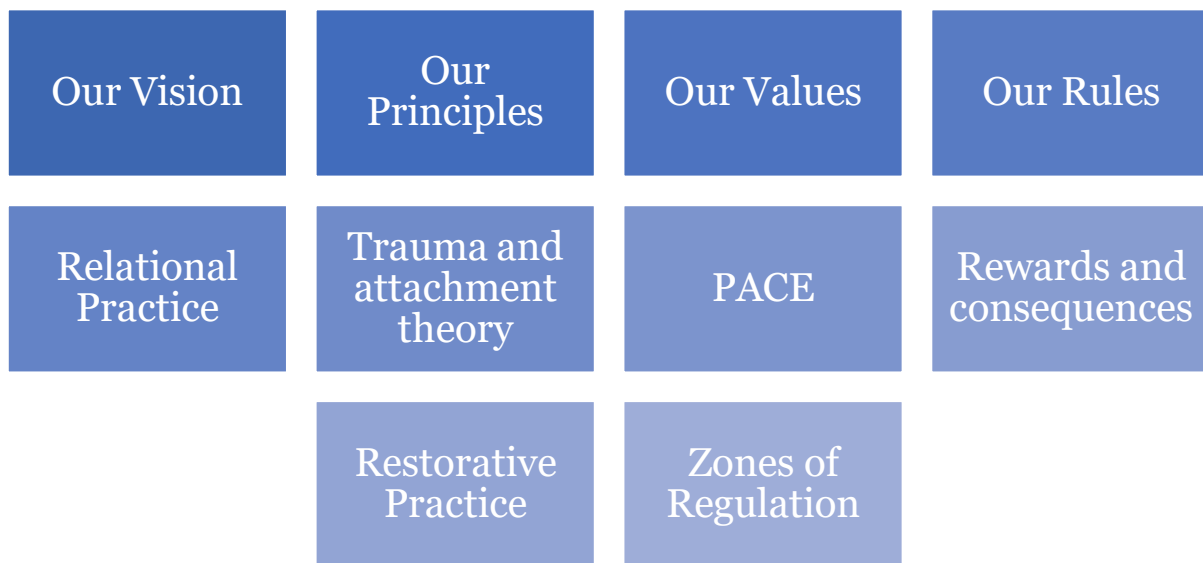 Our Vision
Our
Principles
Our Values
Our Rules
Relational
Practice
Trauma and
attachment
theory
PACE
Rewards and
consequences
Restorative
Practice
Zones of
Regulation